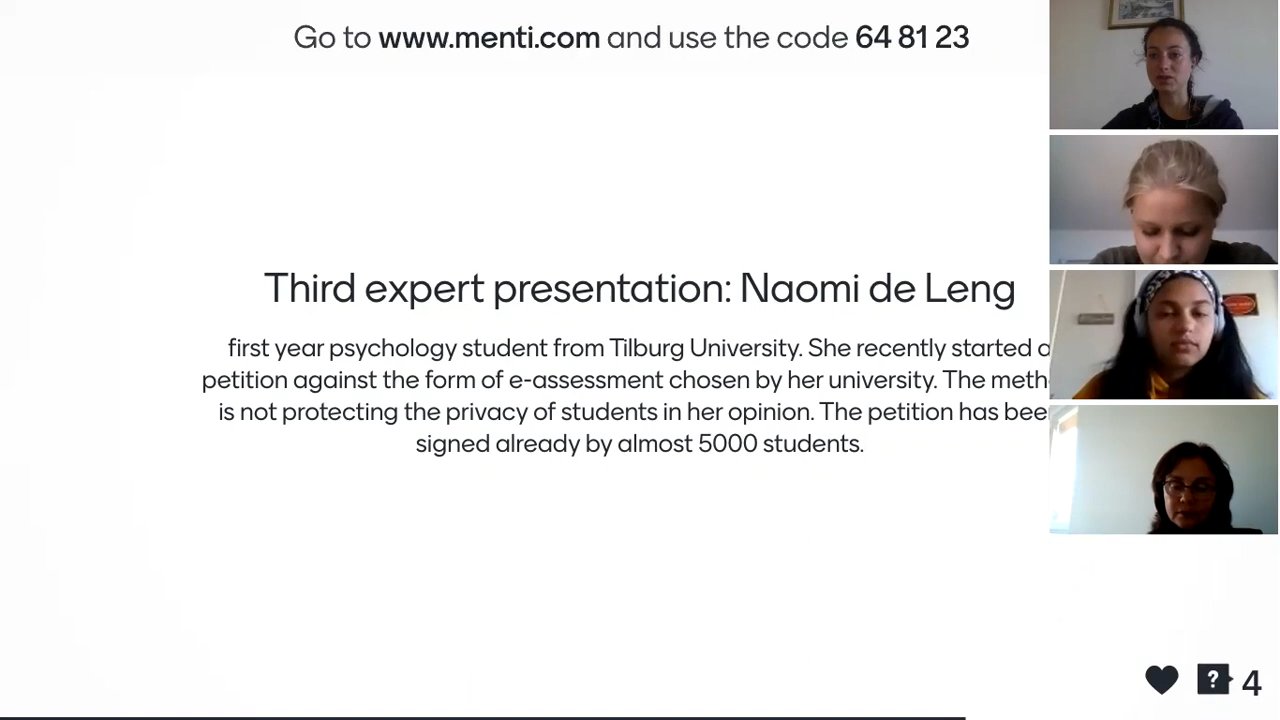 Go to www.menti.com and use the code 64 81 23
Third expert presentation: Naomi de Leng
first year psychology student from Tilburg University. She recently started a
petition against the form of e-assessment chosen by her university. The meth
is not protecting the privacy of students in her opinion. The petition has bee
signed already by almost 5000 students.
? 4